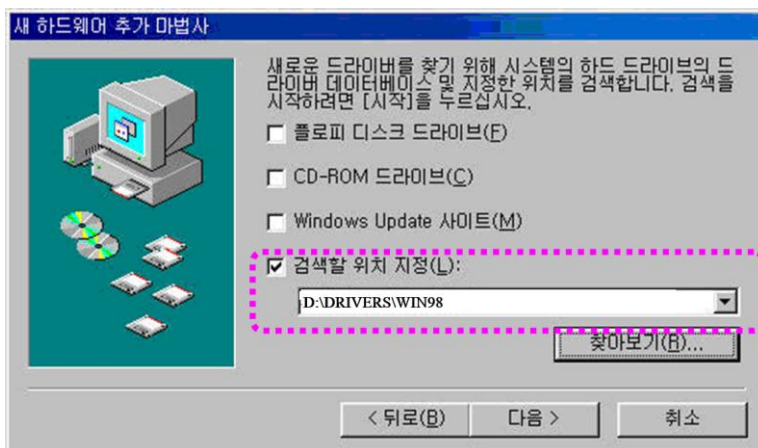 새 하드웨어 추가 마법사
새로운 드라이버를 찾기 위해 시스템의 하드 드라이브의 드
라이버 데이터베이스 및 지정한 위치를 검색합니다. 검색을
시작하려면 [시작]을 누르십시오.
플로피 디스크 드라이브(F)
CD-ROM 드라이브(C)
Windows Update 사이트(M)
검색할 위치 지정(L):
D:\DRIVERS\WIN98
찾아보기(R)...
< 뒤로(B) 다음 > 취소